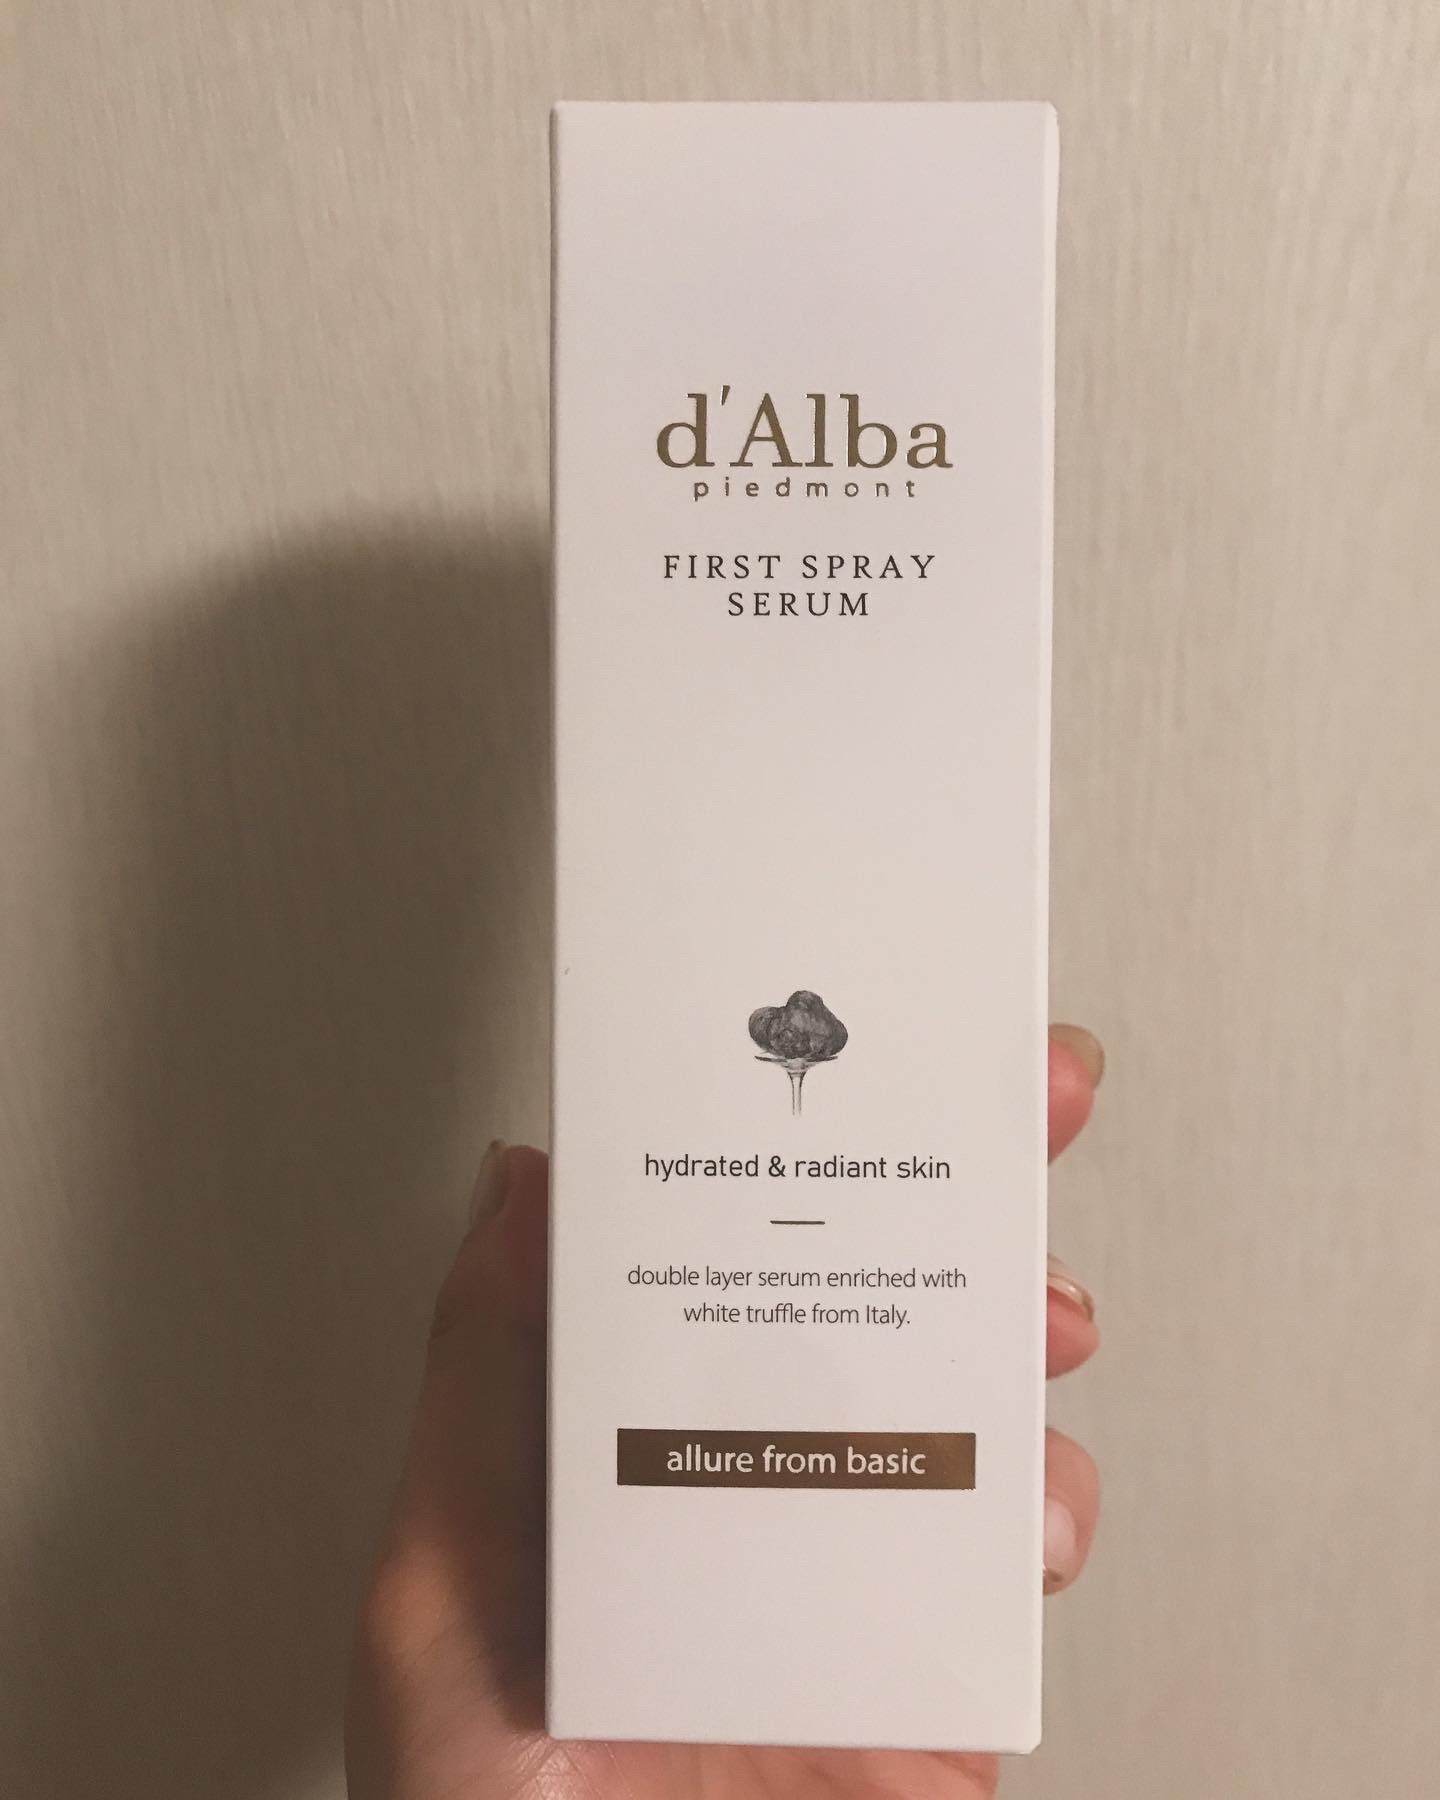 d'Alba
piedmont
FIRST SPRAY
SERUM
hydrated & radiant skin
double layer serum enriched with
white truffle from Italy.
allure from basic